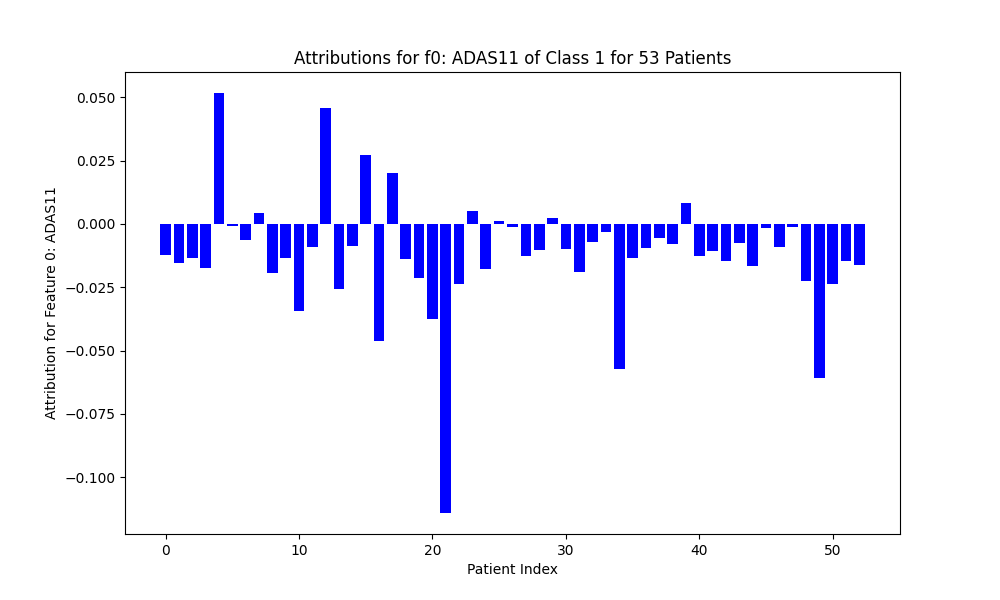 Attributions for f0: ADAS11 of Class 1 for 53 Patients
Attribution for Feature 0: ADAS11
0.050
0.025
0.000
−0.025
−0.050
−0.075
−0.100
0 10 20 30 40 50
Patient Index